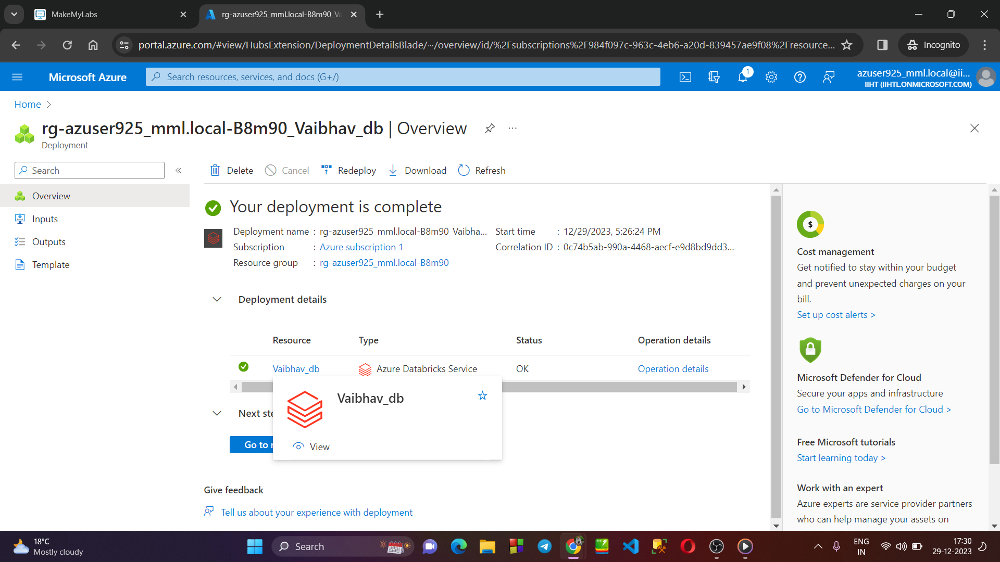 MakeMyLabs
rg-azuser925_mml.local-B8m90_Va
portal.azure.com/#view/HubsExtension/DeploymentDetailsBlade/~/overview/id/%2Fsubscriptions%2F984f097c-963c-4eb6-a20d-839457ae9f08%2Fresource...
Incognito
Microsoft Azure
Search resources, services, and docs (G+/)
1
azuser925_mml.local@ii...
IIHT (IIHTL.ONMICROSOFT.COM)
Home
rg-azuser925_mml.local-B8m90_Vaibhav_db | Overview
Deployment
Search
Delete
Cancel
Redeploy
Download
Refresh
Overview
Inputs
Outputs
Template
Your deployment is complete
Deployment name : rg-azuser925_mml.local-B8m90_Vaibha...
Subscription : Azure subscription 1
Resource group : rg-azuser925_mml.local-B8m90
Start time : 12/29/2023, 5:26:24 PM
Correlation ID : 0c74b5ab-990a-4468-aecf-e9d8bd9dd3...
Deployment details
Resource Type Status Operation details
Vaibhav_db Azure Databricks Service OK Operation details
Vaibhav_db
View
Next ste
Go to r
Give feedback
Tell us about your experience with deployment
$
Cost management
Get notified to stay within your budget
and prevent unexpected charges on your
bill.
Set up cost alerts >
Microsoft Defender for Cloud
Secure your apps and infrastructure
Go to Microsoft Defender for Cloud >
Free Microsoft tutorials
Start learning today >
Work with an expert
Azure experts are service provider partners
who can help manage your assets on
18°C
Mostly cloudy
Search
ENG
IN
17:30
29-12-2023